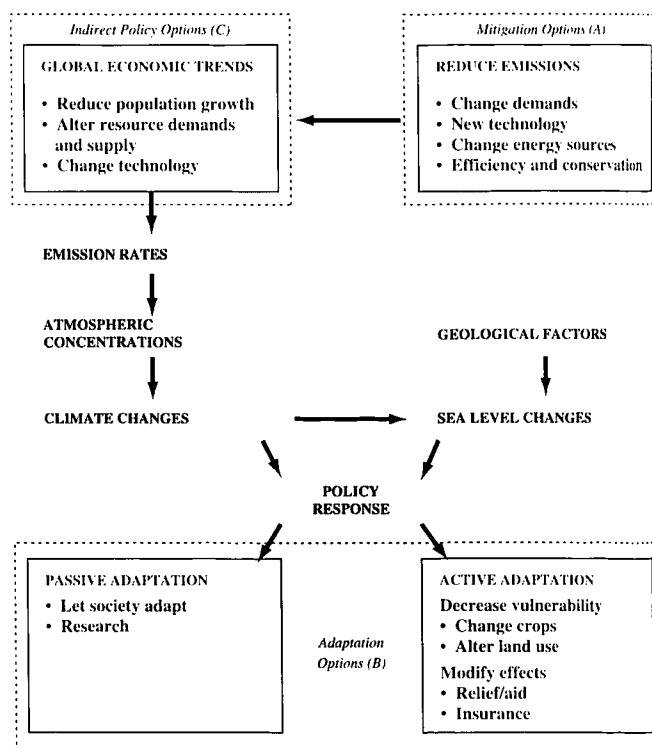 Indirect Policy Options (C)
GLOBAL ECONOMIC TRENDS
• Reduce population growth
• Alter resource demands
and supply
• Change technology
Mitigation Options (A)
REDUCE EMISSIONS
• Change demands
• New technology
• Change energy sources
• Efficiency and conservation
EMISSION RATES
ATMOSPHERIC
CONCENTRATIONS
GEOLOGICAL FACTORS
CLIMATE CHANGES
SEA LEVEL CHANGES
POLICY
RESPONSE
PASSIVE ADAPTATION
• Let society adapt
• Research
Adaptation
Options (B)
ACTIVE ADAPTATION
Decrease vulnerability
• Change crops
• Alter land use
Modify effects
• Relief/aid
• Insurance